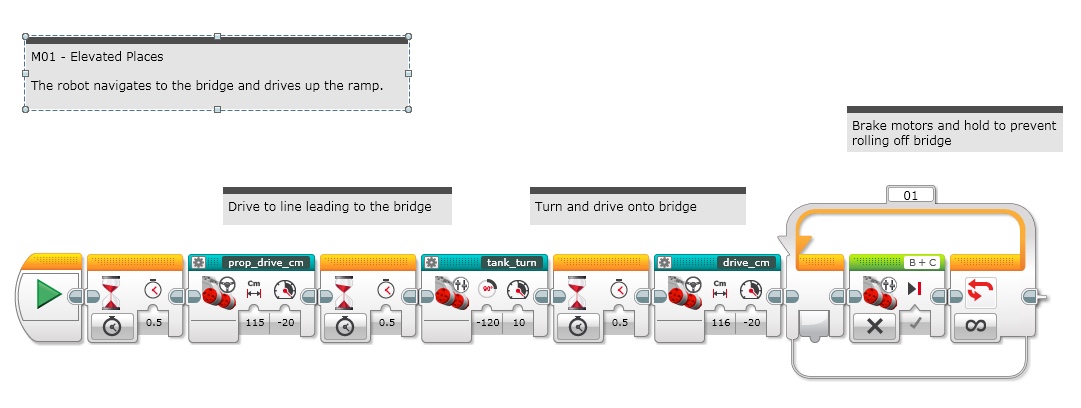 M01 - Elevated Places
The robot navigates to the bridge and drives up the ramp.
Brake motors and hold to prevent
rolling off bridge
Drive to line leading to the bridge
Turn and drive onto bridge
01
prop_drive_cm
tank_turn
drive_cm
B + C
Cm
90°
Cm
0.5
115
-20
0.5
-120
10
0.5
116
-20